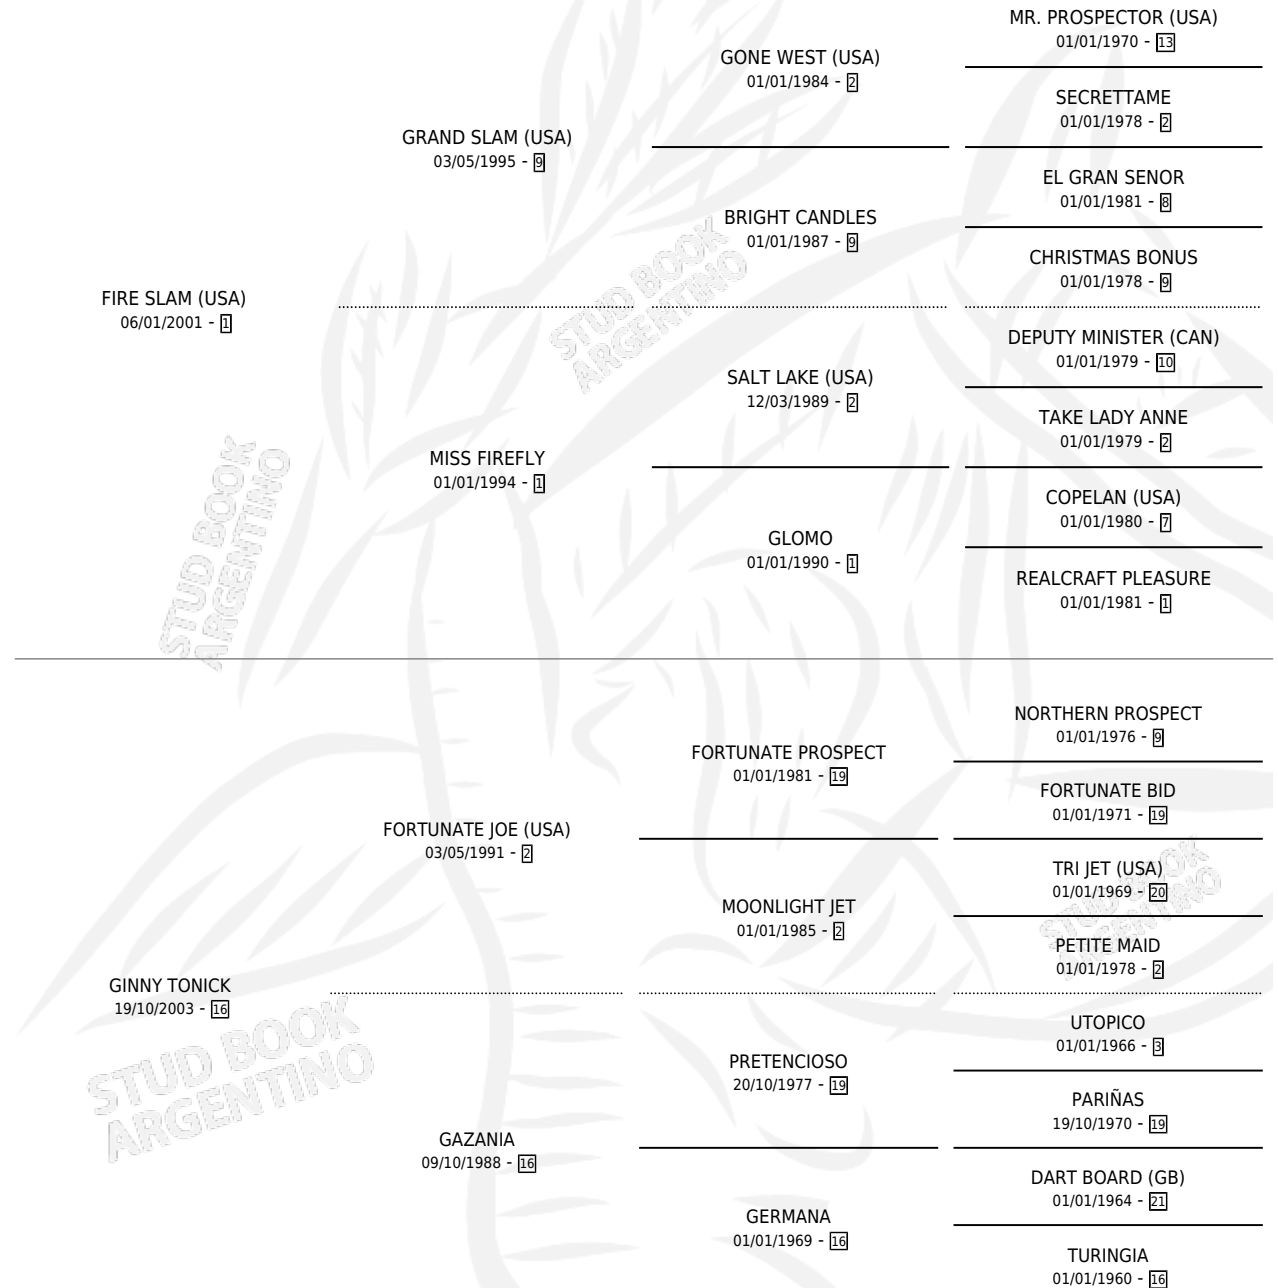 MR. PROSPECTOR (USA)
01/01/1970 - 13
GONE WEST (USA)
01/01/1984 - 2
SECRETTAME
01/01/1978 - 2
GRAND SLAM (USA)
03/05/1995 - 9
EL GRAN SENOR
01/01/1981 - 8
BRIGHT CANDLES
01/01/1987 - 9
CHRISTMAS BONUS
01/01/1978 - 9
FIRE SLAM (USA)
06/01/2001 - 1
STUD BOOK
ARGENTINO
DEPUTY MINISTER (CAN)
01/01/1979 - 10
SALT LAKE (USA)
12/03/1989 - 2
TAKE LADY ANNE
01/01/1979 - 2
MISS FIREFLY
01/01/1994 - 1
COPELAN (USA)
01/01/1980 - 7
GLOMO
01/01/1990 - 1
REALCRAFT PLEASURE
01/01/1981 - 1
STUD BOOK
ARGENTINO
NORTHERN PROSPECT
01/01/1976 - 9
FORTUNATE PROSPECT
01/01/1981 - 19
FORTUNATE BID
01/01/1971 - 19
FORTUNATE JOE (USA)
03/05/1991 - 2
TRI JET (USA)
01/01/1969 - 20
MOONLIGHT JET
01/01/1985 - 2
STUD BOOK
ARGENTINO
PETITE MAID
01/01/1978 - 2
GINNY TONICK
19/10/2003 - 16
UTOPICO
01/01/1966 - 3
PRETENCIOSO
20/10/1977 - 19
PARIÑAS
19/10/1970 - 19
STUD BOOK
ARGENTINO
GAZANIA
09/10/1988 - 16
DART BOARD (GB)
01/01/1964 - 21
GERMANA
01/01/1969 - 16
TURINGIA
01/01/1960 - 16